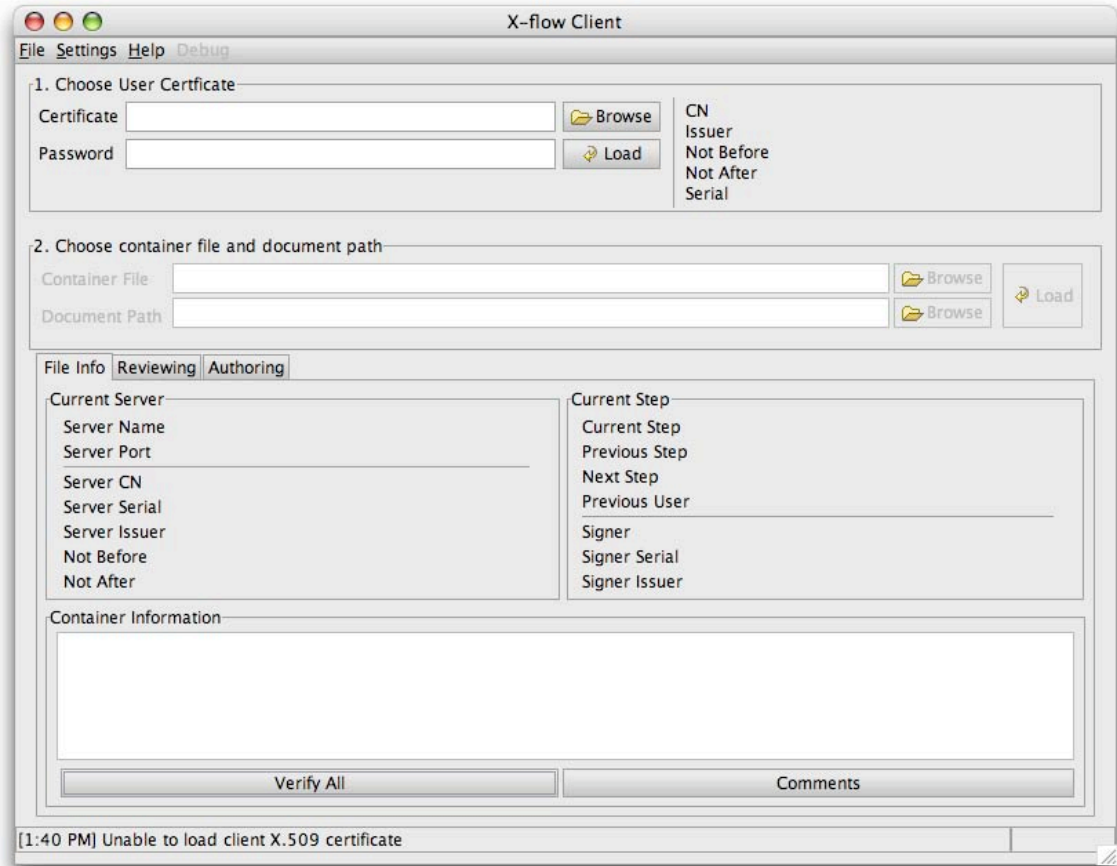 X-flow Client
File Settings Help Debug
1. Choose User Certficate
Certificate
Browse
Password
Load
CN
Issuer
Not Before
Not After
Serial
2. Choose container file and document path
Container File
Browse
Document Path
Browse
Load
File Info Reviewing Authoring
Current Server
Server Name
Server Port
Server CN
Server Serial
Server Issuer
Not Before
Not After
Current Step
Current Step
Previous Step
Next Step
Previous User
Signer
Signer Serial
Signer Issuer
Container Information
Verify All
Comments
[1:40 PM] Unable to load client X.509 certificate